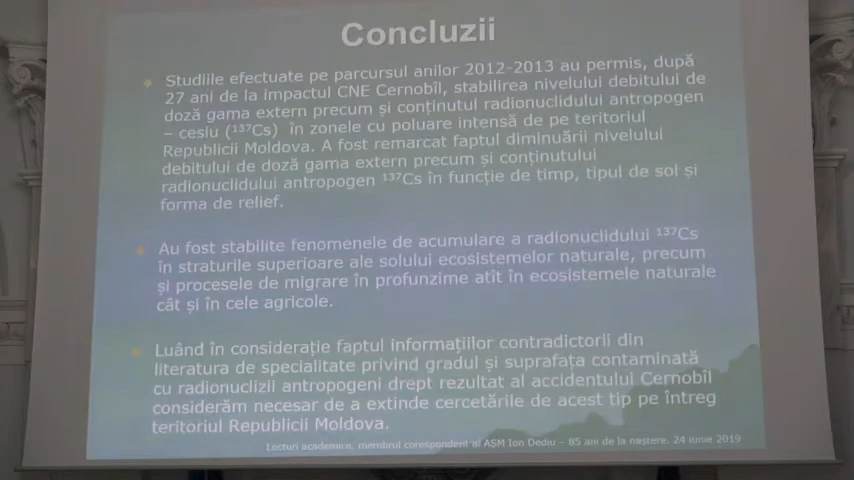 Concluzii
Studiile efectuate pe parcursul anilor 2012-2013 au permis, după
27 ani de la impactul CNE Cernobîl, stabilirea nivelului debitului de
doză gama extern precum și conținutul radionuclidului antropogen
– cesiu (¹³⁷Cs) în zonele cu poluare intensă de pe teritoriul
Republicii Moldova. A fost remarcat faptul diminuării nivelului
debitului de doză gama extern precum și conținutului
radionuclidului antropogen ¹³⁷Cs în funcție de timp, tipul de sol și
forma de relief.
Au fost stabilite fenomenele de acumulare a radionuclidului ¹³⁷Cs
în straturile superioare ale solului ecosistemelor naturale, precum
și procesele de migrare în profunzime atît în ecosistemele naturale
cât și în cele agricole.
Luând în considerație faptul informațiilor contradictorii din
literatura de specialitate privind gradul și suprafața contaminată
cu radionuclizii antropogeni drept rezultat al accidentului Cernobîl
considerăm necesar de a extinde cercetările de acest tip pe întreg
teritoriul Republicii Moldova.
Lecturi academice, membrul corespondent al AȘM Ion Dediu – 85 ani de la naștere. 24 iunie 2019